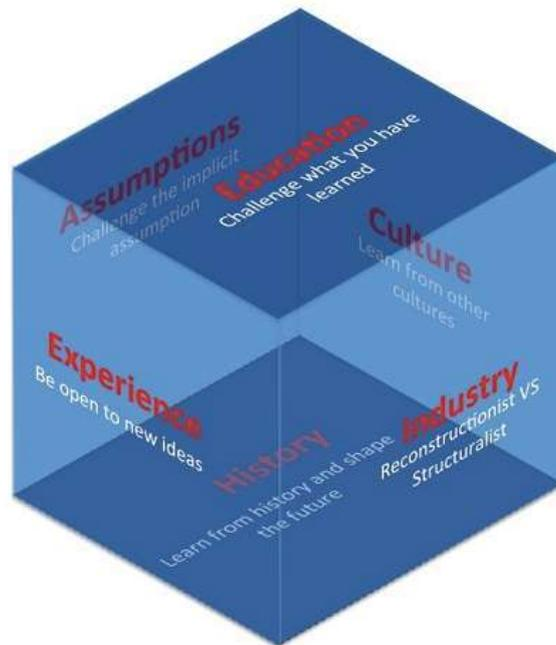 Assumptions
Challenge the implicit
assumption
Education
Challenge what you have
learned
Culture
Learn from other
cultures
Experience
Be open to new ideas
Industry
Reconstructionist VS
Structuralist
History
Learn from history and shape
the future